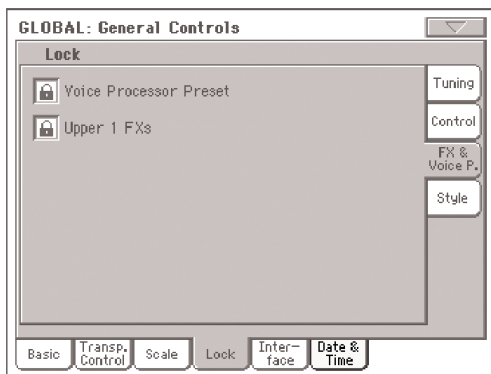 GLOBAL: General Controls
Lock
Voice Processor Preset
Upper 1 FXs
Tuning
Control
FX &
Voice P.
Style
Basic
Transp.
Control
Scale
Lock
Inter-
face
Date &
Time